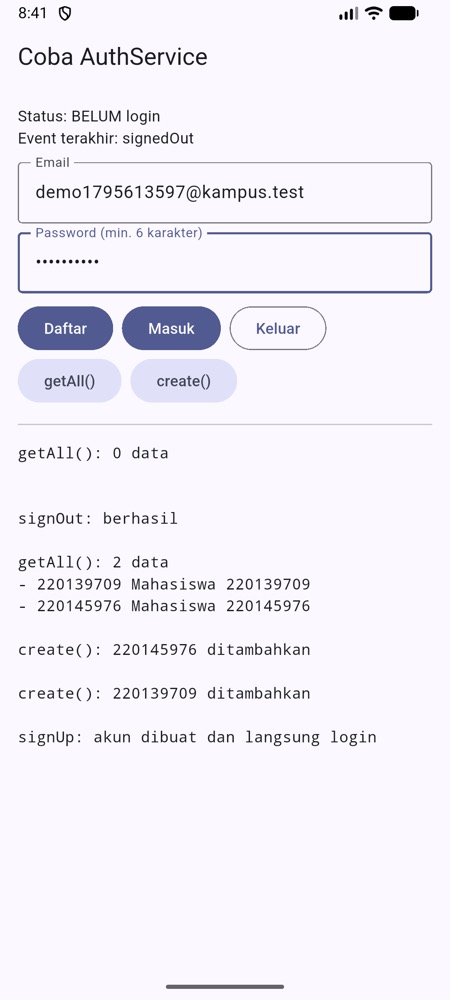 8:41
Coba AuthService
Status: BELUM login
Event terakhir: signedOut
Email
demo1795613597@kampus.test
Password (min. 6 karakter)
••••••••••
Daftar
Masuk
Keluar
getAll()
create()
getAll(): 0 data
signOut: berhasil
getAll(): 2 data
- 220139709 Mahasiswa 220139709
- 220145976 Mahasiswa 220145976
create(): 220145976 ditambahkan
create(): 220139709 ditambahkan
signUp: akun dibuat dan langsung login